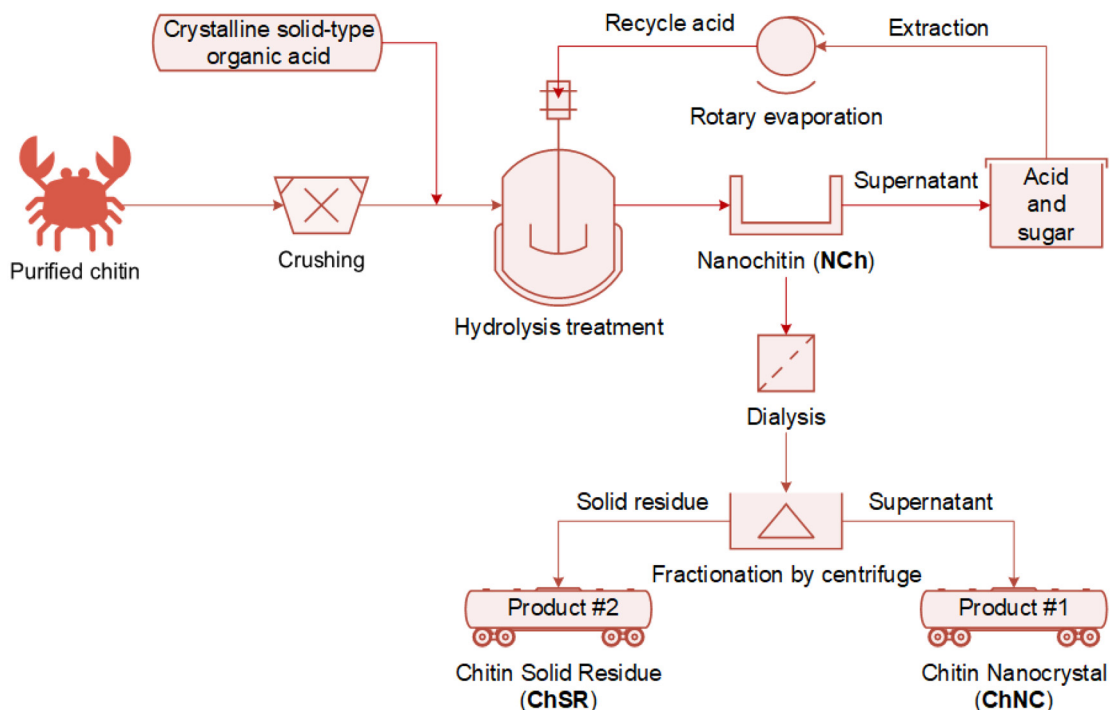 Crystalline solid-type
organic acid
Recycle acid
Extraction
Rotary evaporation
Purified chitin
Crushing
Hydrolysis treatment
Nanochitin (NCh)
Supernatant
Acid
and
sugar
Dialysis
Solid residue
Supernatant
Fractionation by centrifuge
Product #2
Product #1
Chitin Solid Residue
(ChSR)
Chitin Nanocrystal
(ChNC)